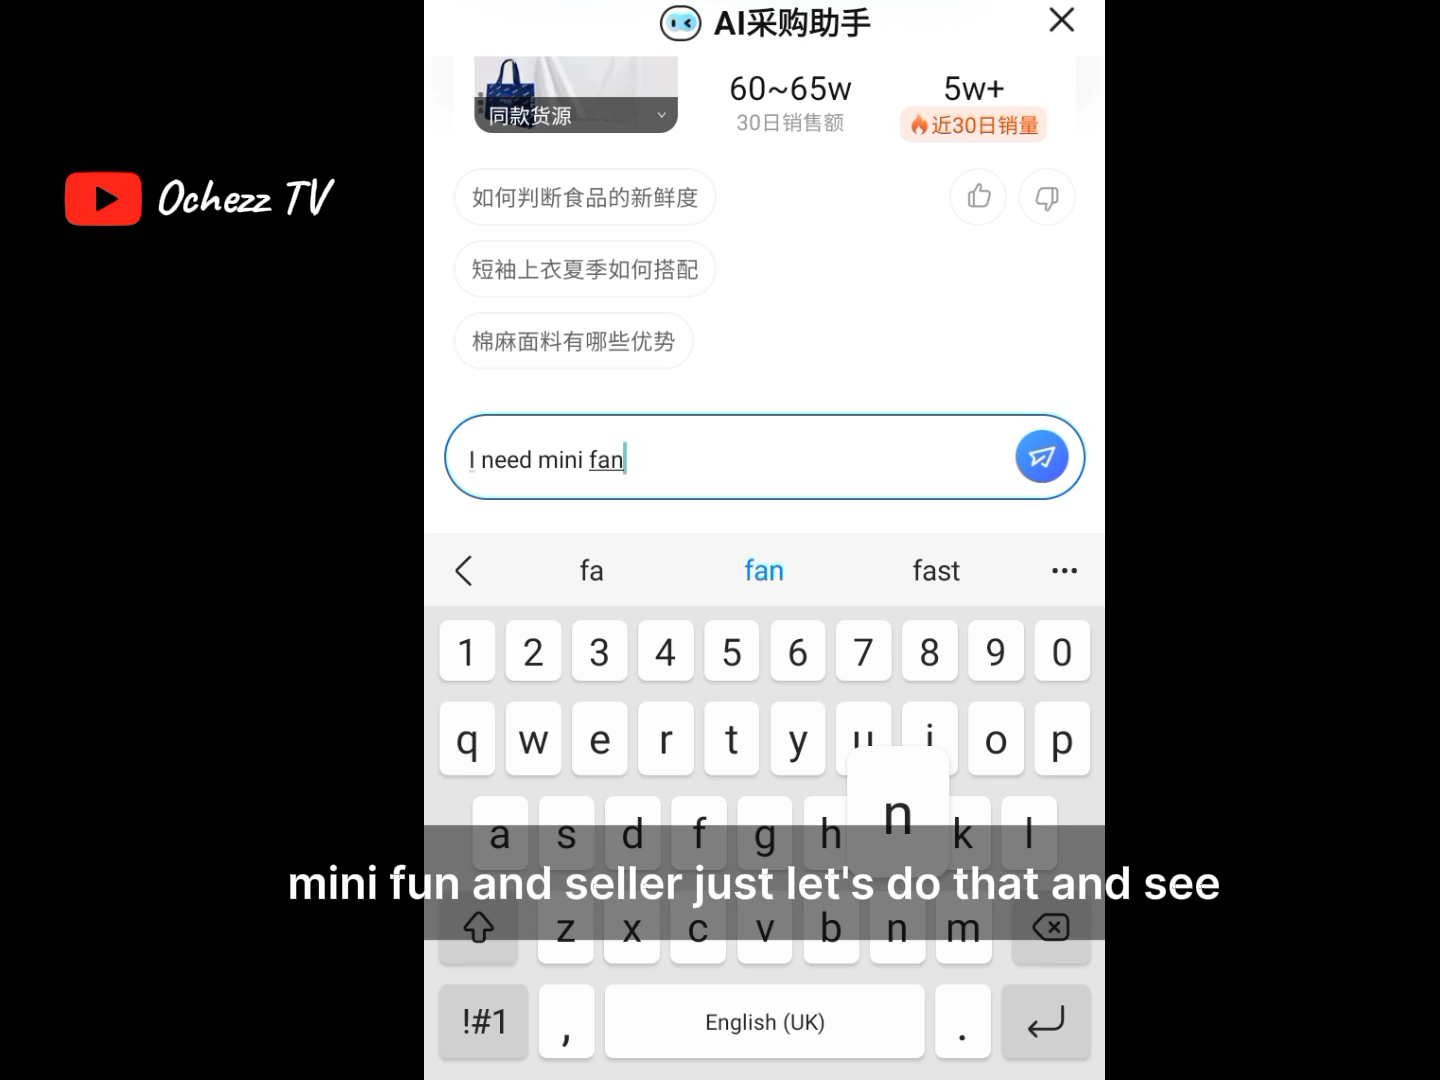 AI采购助手
60~65w
5w+
同款货源
30日销售额
近30日销量
Ochezz TV
如何判断食品的新鲜度
短袖上衣夏季如何搭配
棉麻面料有哪些优势
I need mini fan
fa
fan
fast
1 2 3 4 5 6 7 8 9 0
q w e r t y u i o p
n
a s d f g h k l
mini fun and seller just let's do that and see
z x c v b n m
!#1 , English (UK) .